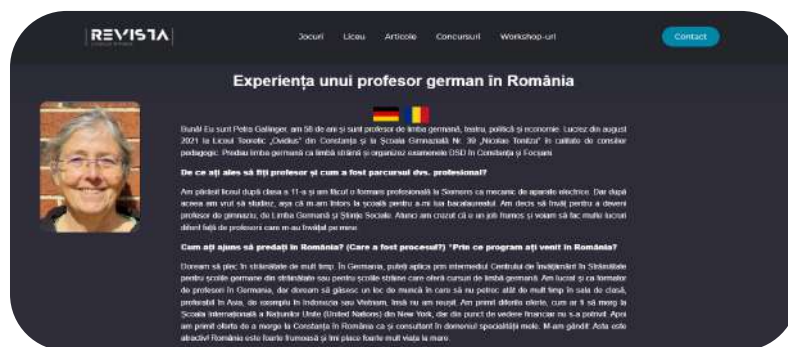 REVISTA
Jocuri Liceu Articole Concursuri Workshop-uri Contact
Experiența unui profesor german în România
Bună! Eu sunt Petra Gallinger, am 58 de ani și sunt profesor de limba germană, teatru, politică și economie. Lucrez din august
2021 la Liceul Teoretic „Ovidius” din Constanța și la Școala Gimnazială Nr. 39 „Nicolae Tonitza” în calitate de consilier
pedagogic. Predau limba germană ca limbă străină și organizez examenele DSD în Constanța și Focșani.
De ce ați ales să fiți profesor și cum a fost parcursul dvs. profesional?
Am părăsit liceul după clasa a 11-a și am făcut o formare profesională la Siemens ca mecanic de aparate electrice. Dar după
aceea am vrut să studiez, așa că m-am întors la școală pentru a-mi lua bacalaureatul. Am decis să învăț pentru a deveni
profesor de gimnaziu, de Limba Germană și Științe Sociale. Atunci am crezut că e un job frumos și voiam să fac multe lucruri
diferit față de profesorii care m-au învățat pe mine.
Cum ați ajuns să predați în România? (Care a fost procesul?) *Prin ce program ați venit în România?
Doream să plec în străinătate de mult timp. În Germania, puteți aplica prin intermediul Centrului de Învățământ în Străinătate
pentru școlile germane din străinătate sau pentru școlile străine care oferă cursuri de limbă germană. Am lucrat și ca formator
de profesori în Germania, dar doream să găsesc un loc de muncă în care să nu petrec atât de mult timp în sala de clasă,
preferabil în Asia, de exemplu în Indonezia sau Vietnam, însă nu am reușit. Am primit diferite oferte, cum ar fi să merg la
Școala Internațională a Națiunilor Unite (United Nations) din New York, dar din punct de vedere financiar nu s-a potrivit. Apoi
am primit oferta de a merge la Constanța în România ca și consultant în domeniul specialității mele. M-am gândit: Asta este
atractiv! România este foarte frumoasă și îmi place foarte mult viața la mare.